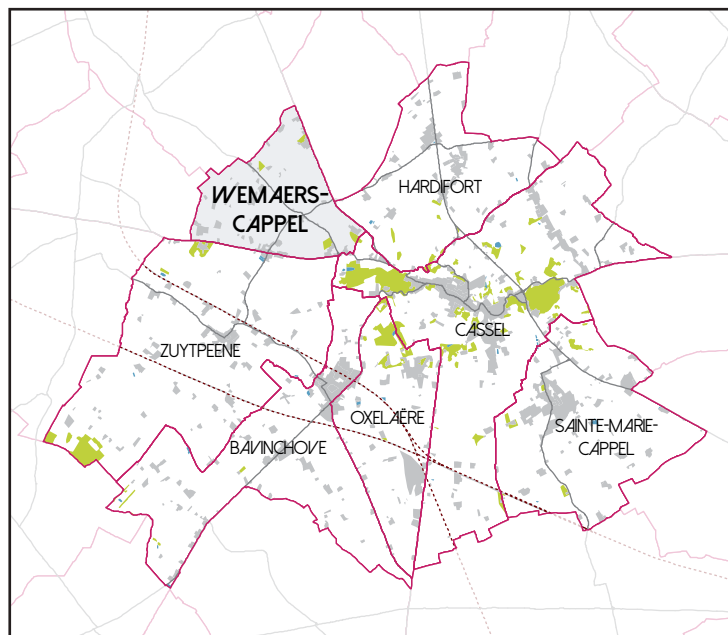 HARDIFORT
WEMAERS-
CAPPEL
CASSEL
ZUYTPEENE
OXELAËRE
SAINTE-MARIE-
CAPPEL
BAVINCHOVE